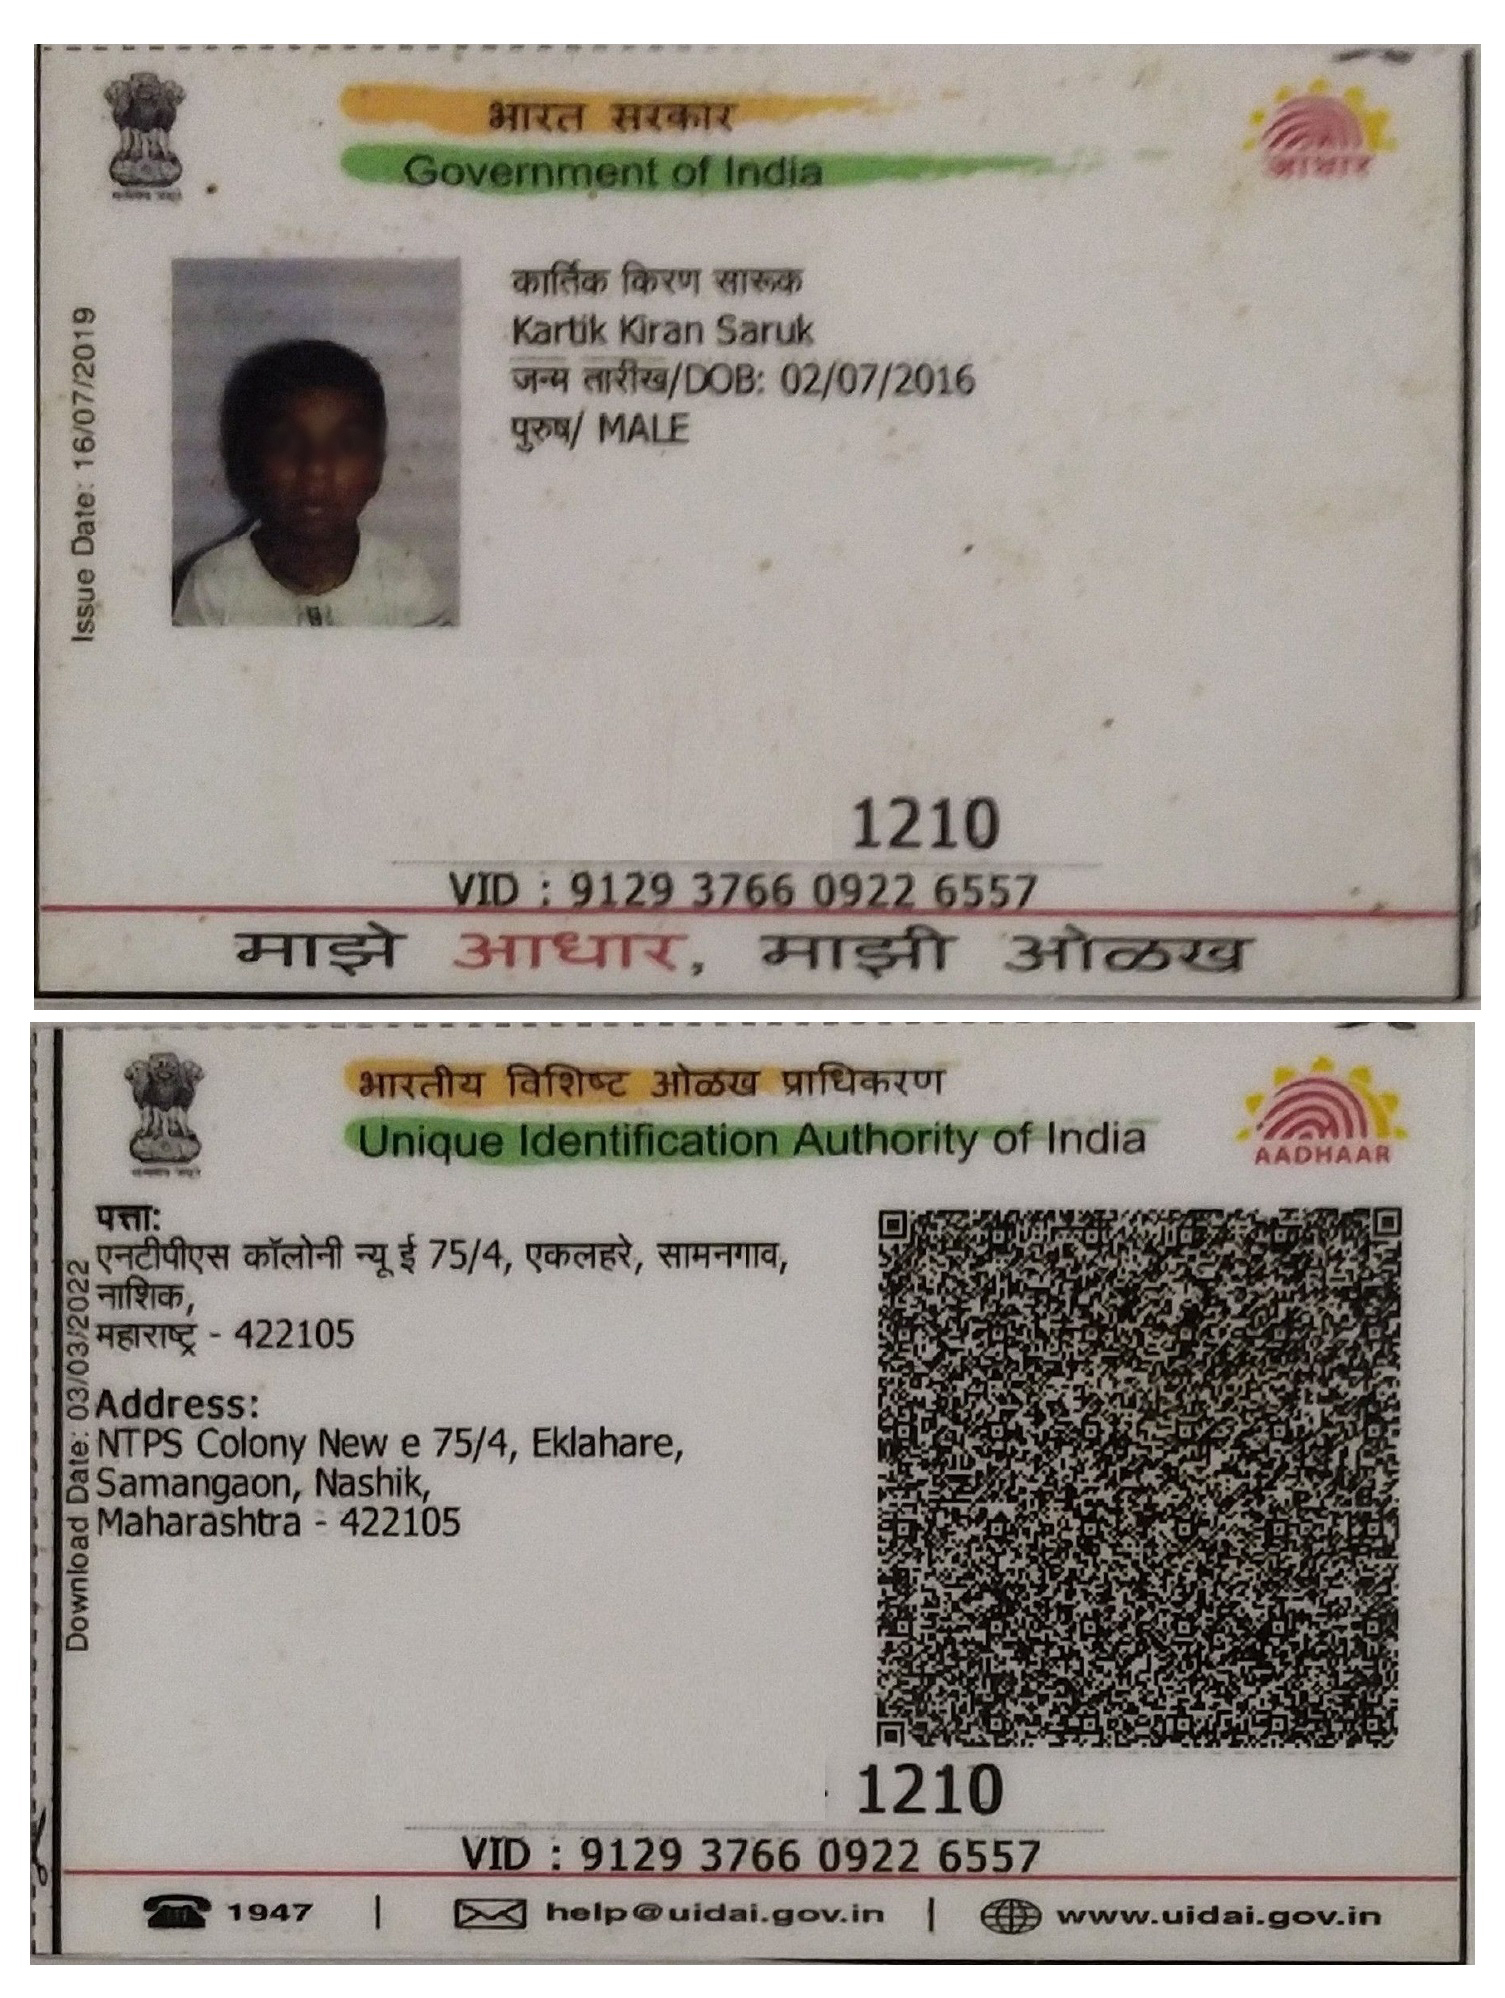 भारत सरकार
Government of India
आधार
Issue Date: 16/07/2019
कार्तिक किरण सारूक
Kartik Kiran Saruk
जन्म तारीख/DOB: 02/07/2016
पुरुष/ MALE
1210
VID : 9129 3766 0922 6557
माझे आधार, माझी ओळख
भारतीय विशिष्ट ओळख प्राधिकरण
Unique Identification Authority of India
AADHAAR
Download Date: 03/03/2022
पत्ता:
एनटीपीएस कॉलोनी न्यू ई 75/4, एकलहरे, सामनगाव,
नाशिक,
महाराष्ट्र - 422105
Address:
NTPS Colony New e 75/4, Eklahare,
Samangaon, Nashik,
Maharashtra - 422105
1210
VID : 9129 3766 0922 6557
1947 | help@uidai.gov.in | www.uidai.gov.in